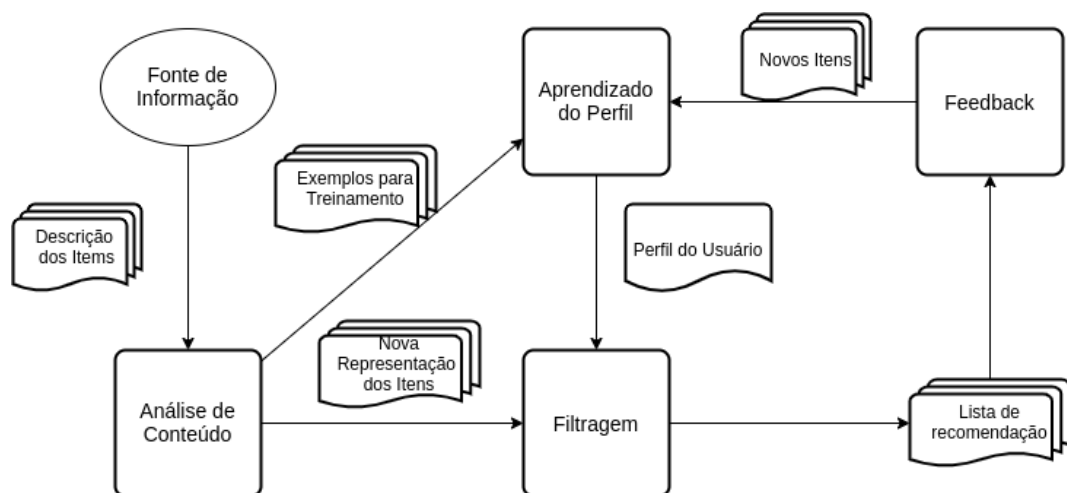 Fonte de
Informação
Aprendizado
do Perfil
Novos Itens
Feedback
Exemplos para
Treinamento
Descrição
dos Items
Perfil do Usuário
Nova
Representação
dos Itens
Análise de
Conteúdo
Filtragem
Lista de
recomendação